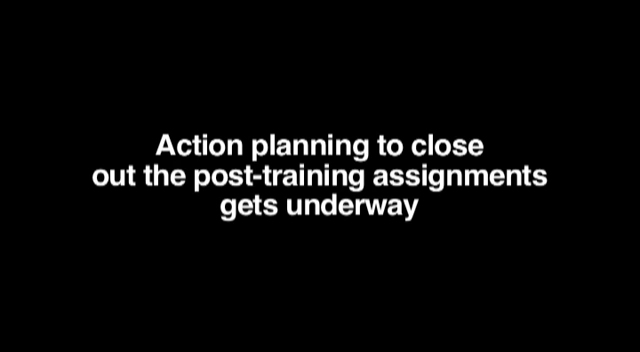 Action planning to close
out the post-training assignments
gets underway